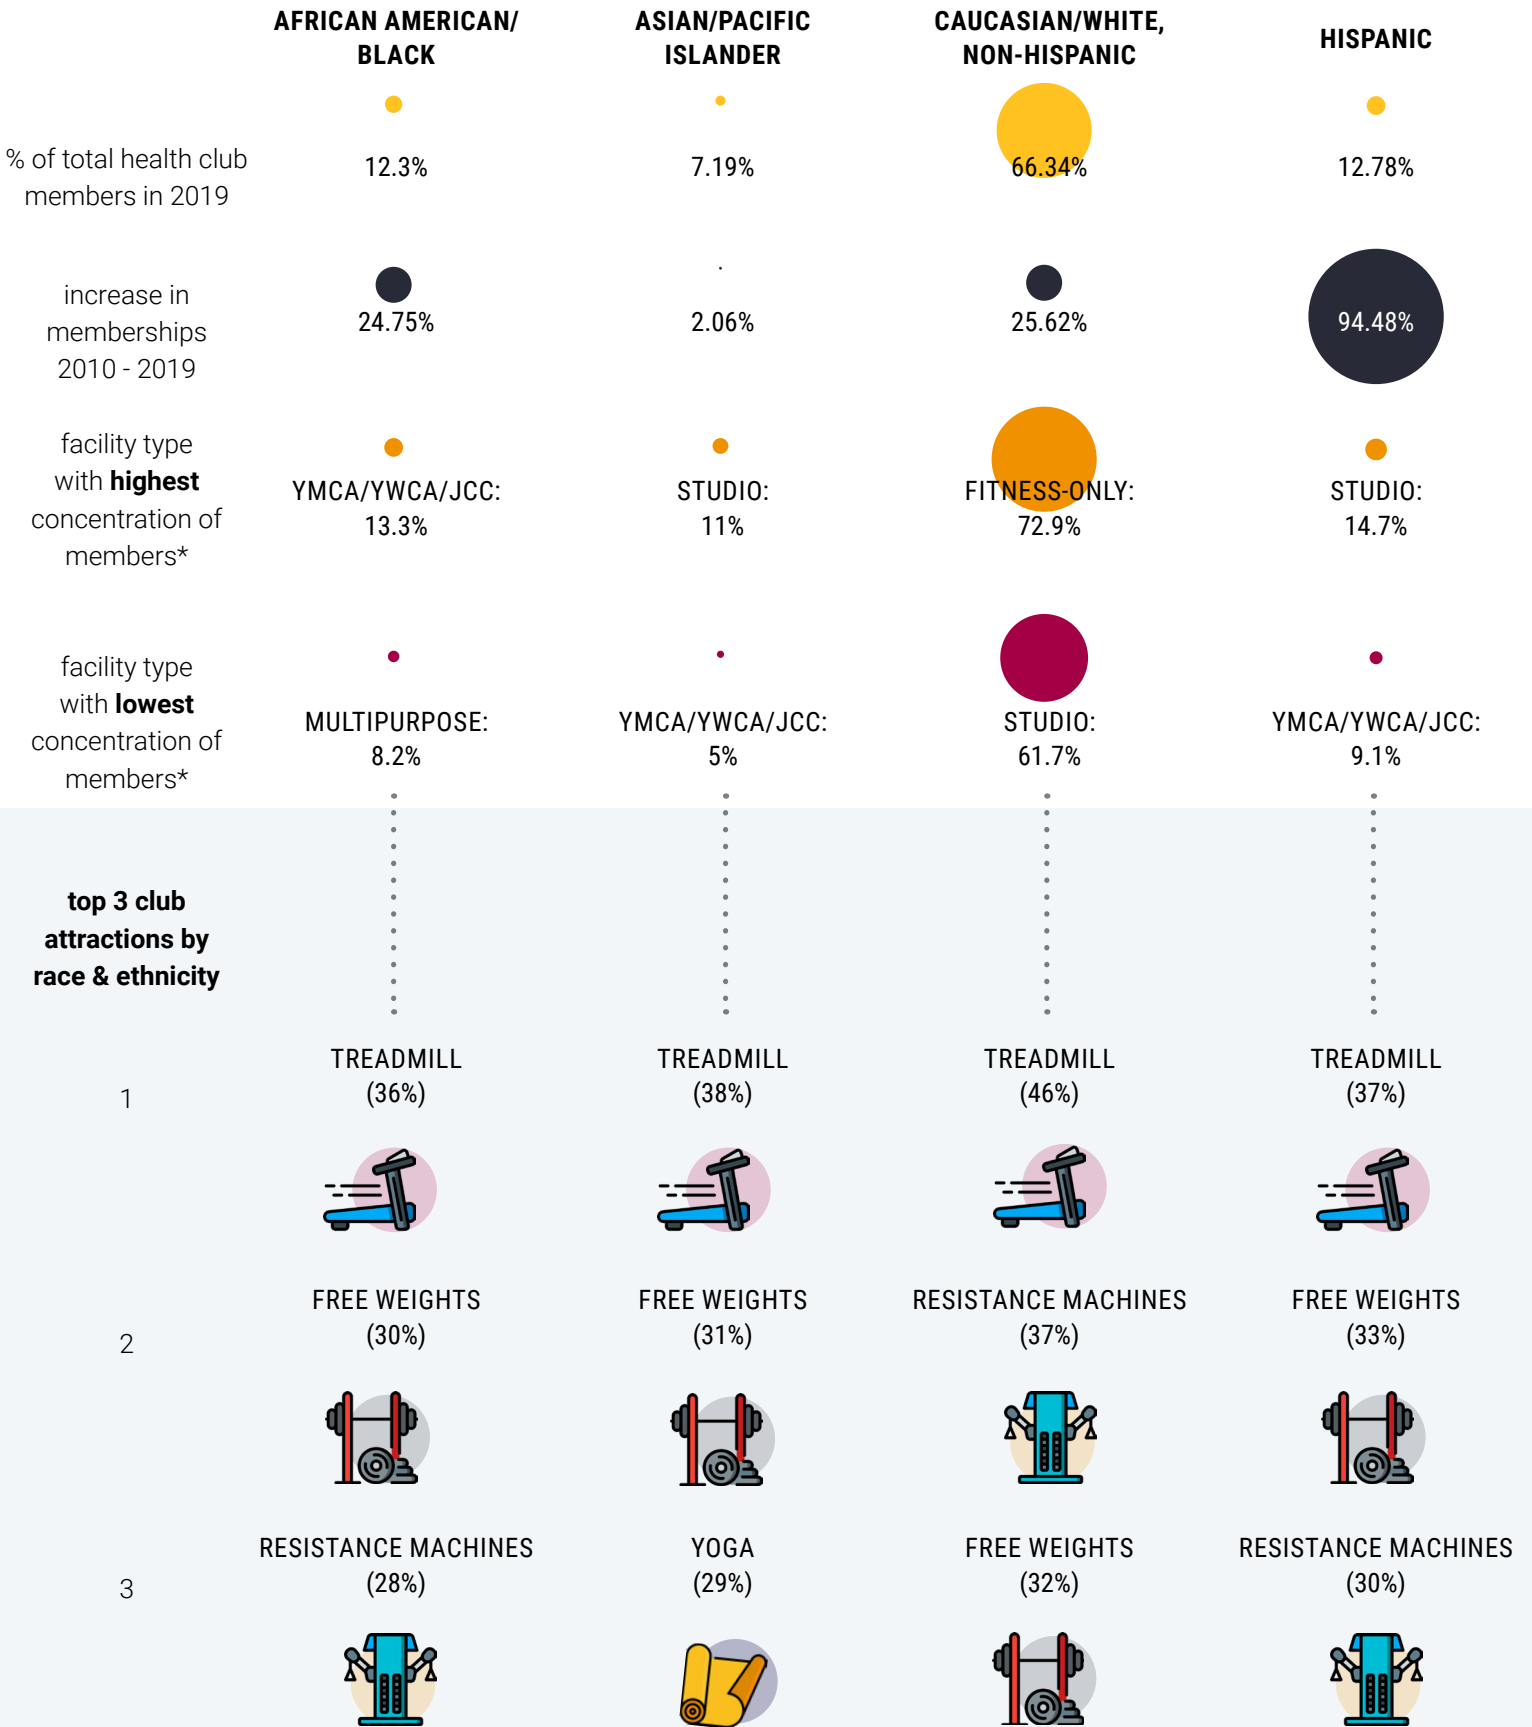 AFRICAN AMERICAN/
BLACK
ASIAN/PACIFIC
ISLANDER
CAUCASIAN/WHITE,
NON-HISPANIC
HISPANIC
% of total health club
members in 2019
12.3%
7.19%
66.34%
12.78%
increase in
memberships
2010 - 2019
24.75%
2.06%
25.62%
94.48%
facility type
with highest
concentration of
members*
YMCA/YWCA/JCC:
13.3%
STUDIO:
11%
FITNESS-ONLY:
72.9%
STUDIO:
14.7%
facility type
with lowest
concentration of
members*
MULTIPURPOSE:
8.2%
YMCA/YWCA/JCC:
5%
STUDIO:
61.7%
YMCA/YWCA/JCC:
9.1%
top 3 club
attractions by
race & ethnicity
1
TREADMILL
(36%)
TREADMILL
(38%)
TREADMILL
(46%)
TREADMILL
(37%)
2
FREE WEIGHTS
(30%)
FREE WEIGHTS
(31%)
RESISTANCE MACHINES
(37%)
FREE WEIGHTS
(33%)
3
RESISTANCE MACHINES
(28%)
YOGA
(29%)
FREE WEIGHTS
(32%)
RESISTANCE MACHINES
(30%)